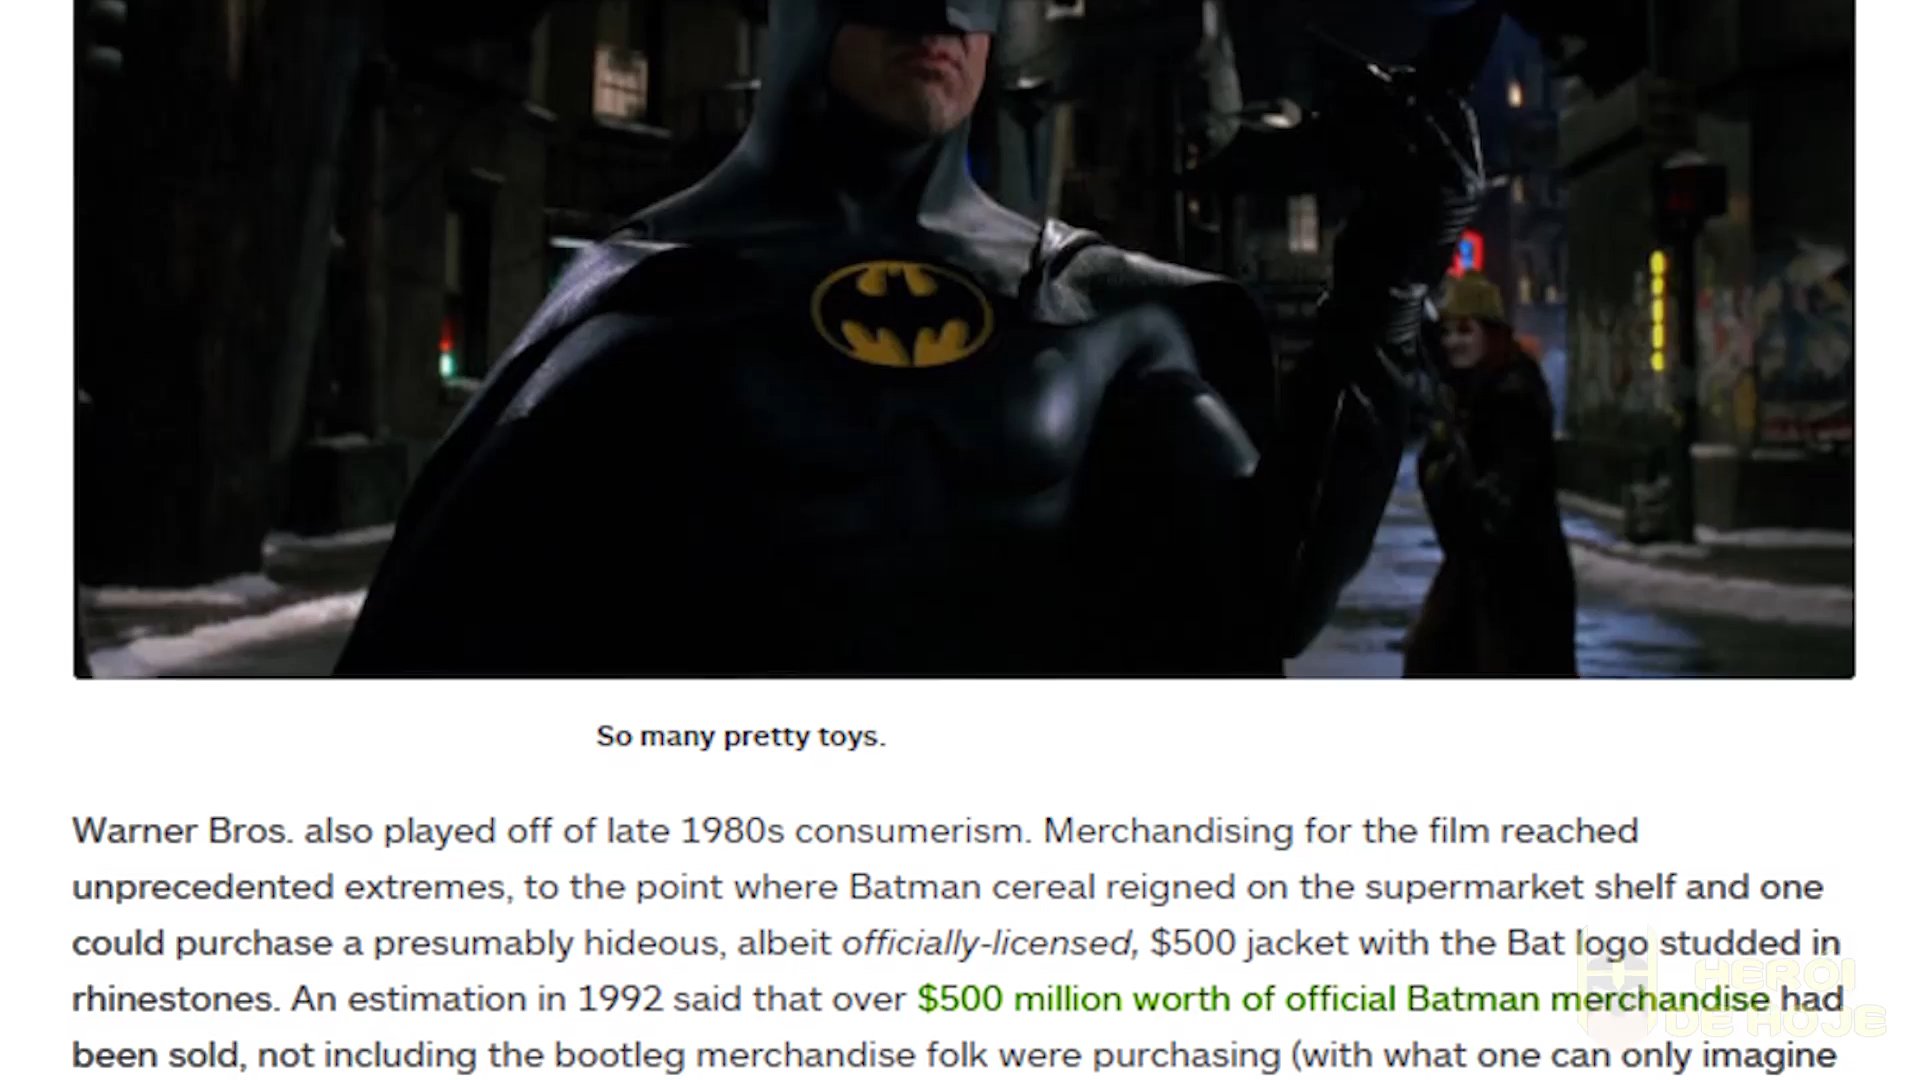 So many pretty toys.
Warner Bros. also played off of late 1980s consumerism. Merchandising for the film reached
unprecedented extremes, to the point where Batman cereal reigned on the supermarket shelf and one
could purchase a presumably hideous, albeit officially-licensed, $500 jacket with the Bat logo studded in
rhinestones. An estimation in 1992 said that over $500 million worth of official Batman merchandise had
been sold, not including the bootleg merchandise folk were purchasing (with what one can only imagine
HEROI
DE HOJE